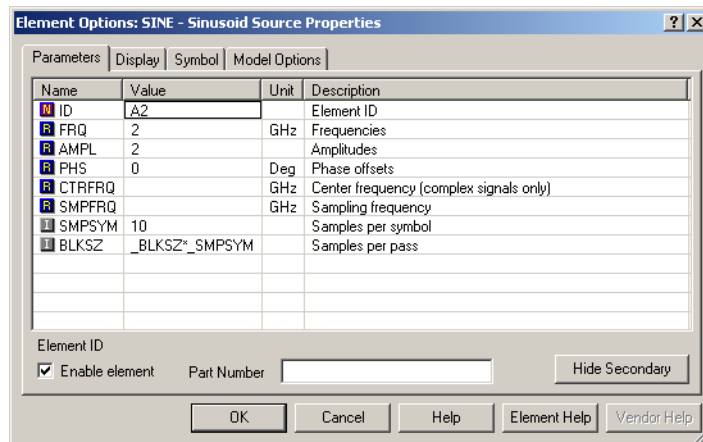 Element Options: SINE - Sinusoid Source Properties
Parameters Display Symbol Model Options
Name Value Unit Description
N ID A2 Element ID
R FRQ 2 GHz Frequencies
R AMPL 2 Amplitudes
R PHS 0 Deg Phase offsets
R CTRFRQ GHz Center frequency (complex signals only)
R SMPFRQ GHz Sampling frequency
I SMPSYM 10 Samples per symbol
I BLKSZ _BLKSZ*_SMPSYM Samples per pass
Element ID
Enable element Part Number Hide Secondary
OK Cancel Help Element Help Vendor Help